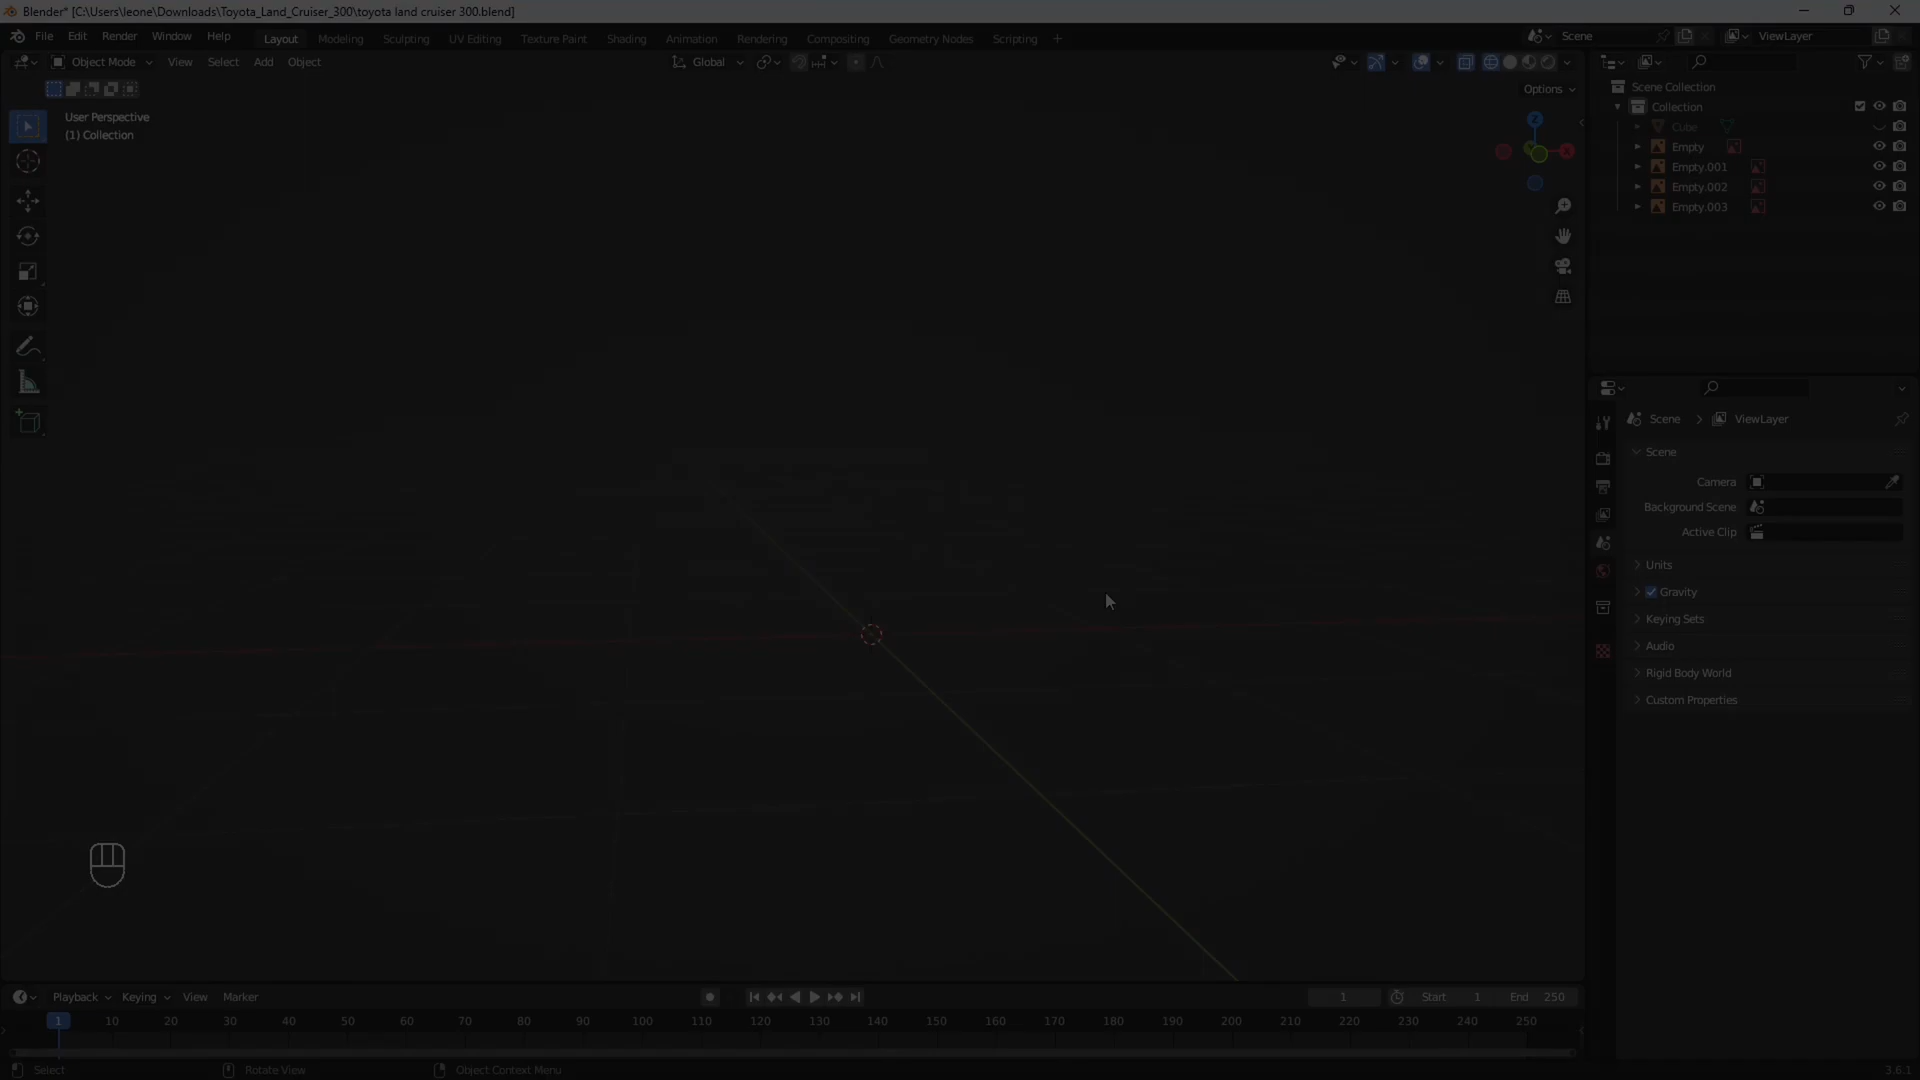 Blender* [C:\Users\leone\Downloads\Toyota_Land_Cruiser_300\toyota land cruiser 300.blend]
File Edit Render Window Help Layout Modeling Sculpting UV Editing Texture Paint Shading Animation Rendering Compositing Geometry Nodes Scripting + Scene ViewLayer
Object Mode View Select Add Object Global
Options
User Perspective
(1) Collection
Z
X
Scene Collection
Collection
Cube
Empty
Empty.001
Empty.002
Empty.003
Scene > ViewLayer
Scene
Camera
Background Scene
Active Clip
Units
Gravity
Keying Sets
Audio
Rigid Body World
Custom Properties
Playback Keying View Marker 1 Start 1 End 250
1 10 20 30 40 50 60 70 80 90 100 110 120 130 140 150 160 170 180 190 200 210 220 230 240 250
Select Rotate View Object Context Menu 3.6.1